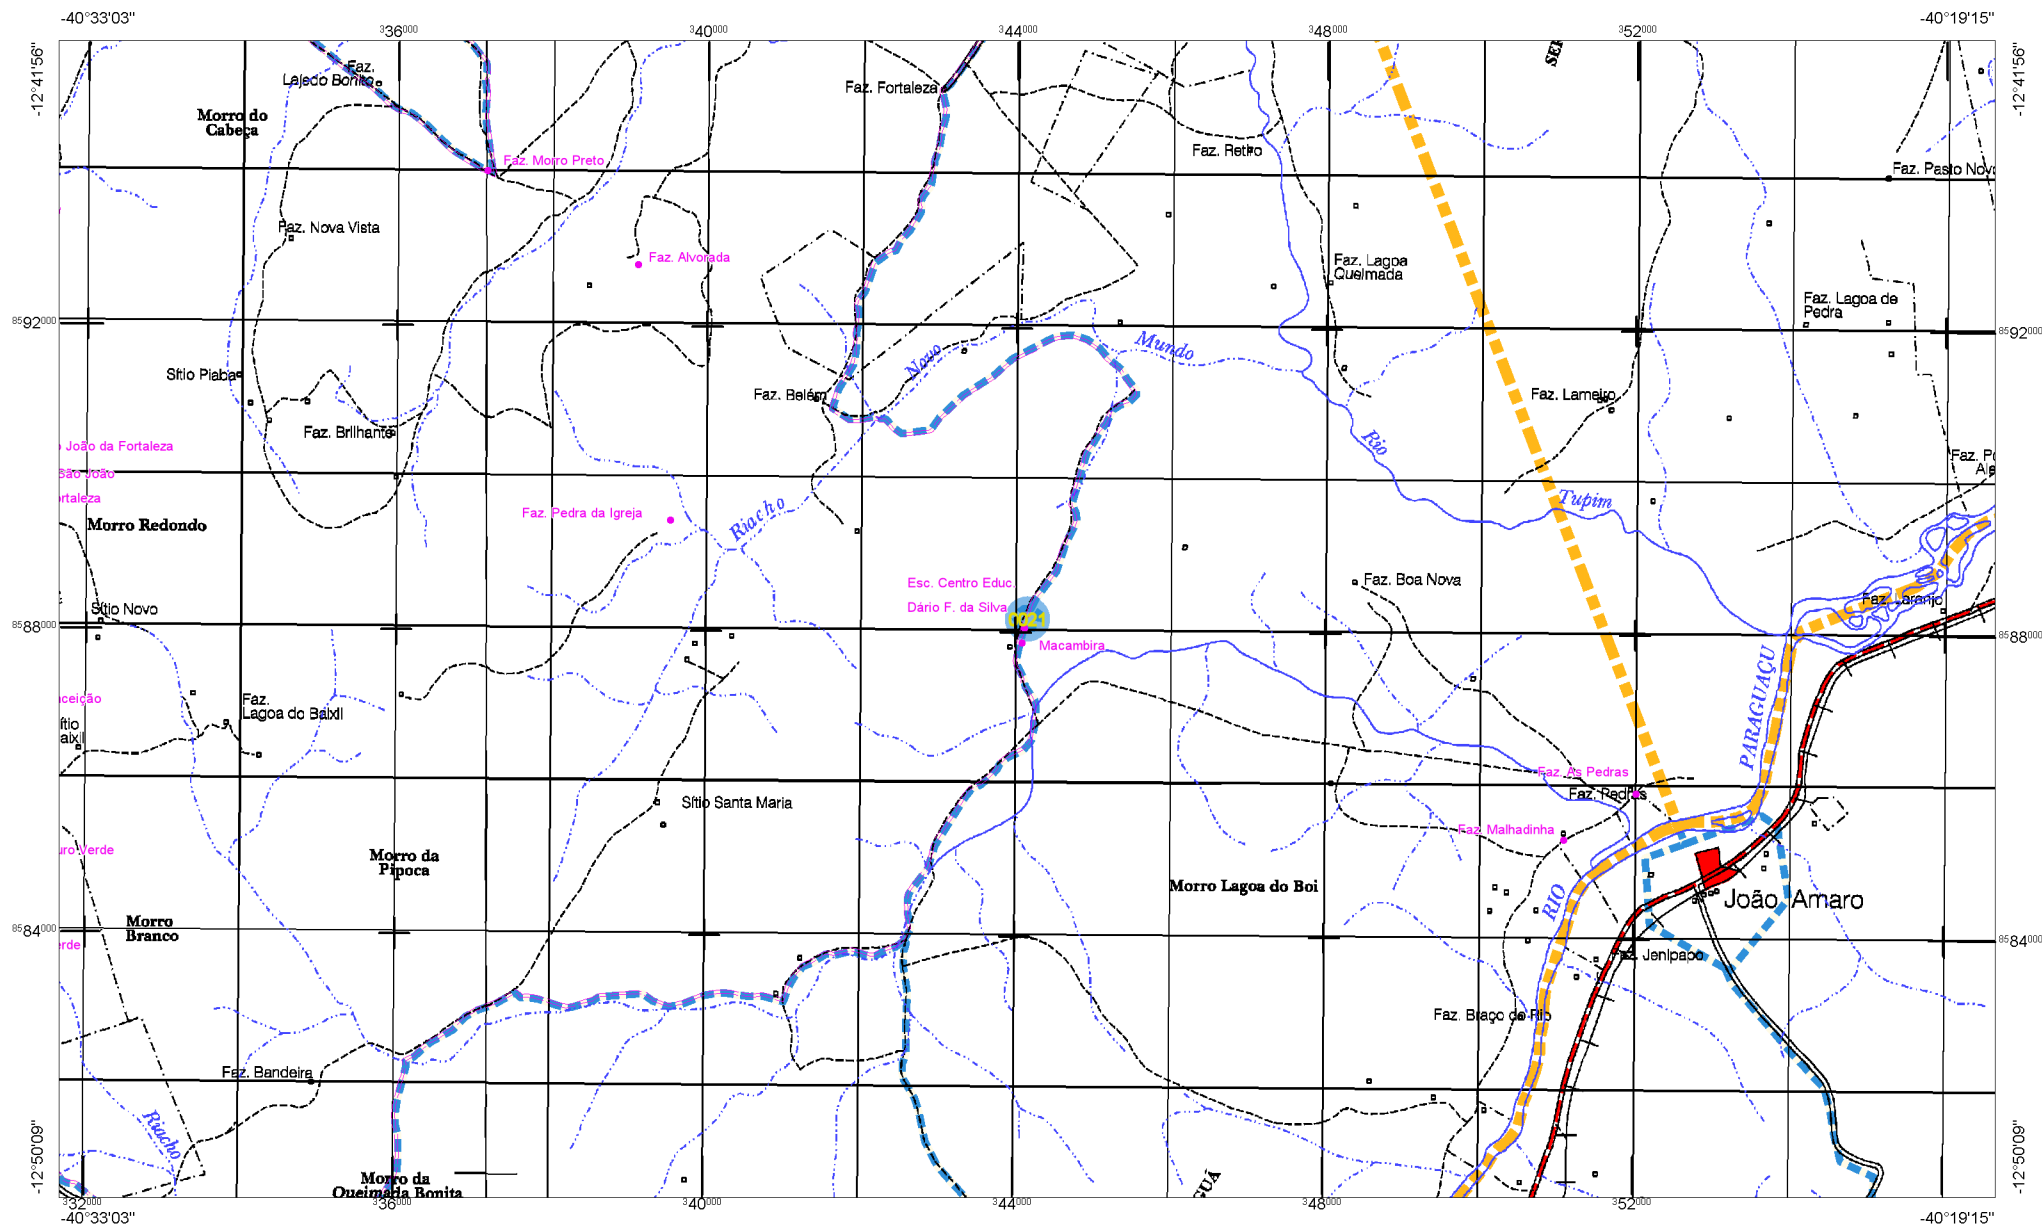 -40°33'03"
-40°19'15"
336000
340000
344000
348000
352000
-12°41'56"
-12°41'56"
Faz.
Lajedo Bonito
Faz. Fortaleza
Morro do
Cabeça
Faz. Retiro
Faz. Morro Preto
Faz. Pasto Novo
Faz. Nova Vista
Faz. Alvorada
Faz. Lagoa
Queimada
Faz. Lagoa de
Pedra
8592000
8592000
Novo
Mundo
Sítio Piaba
Faz. Belém
Faz. Lameiro
Faz. Brilhante
João da Fortaleza
São João
ortaleza
Rio
Tupim
Morro Redondo
Faz. Pedra da Igreja
Riacho
Esc. Centro Educ.
Dário F. da Silva
0021
Macambira
Faz. Boa Nova
Faz. Laranjo
Sítio Novo
8588000
8588000
nceição
Faz.
Lagoa do Baixil
ítio
aixil
PARAGUAÇU
Faz. As Pedras
Faz. Pedras
Sítio Santa Maria
Faz. Malhadinha
uro Verde
Morro da
Pipoca
Morro Lagoa do Boi
RIO
João Amaro
Morro
Branco
8584000
8584000
erde
Faz. Jenipapo
Faz. Braço do Rio
Faz. Bandeira
Riacho
Morro da
Queimada Bonita
GUÁ
-12°50'09"
-12°50'09"
332000
336000
340000
344000
348000
352000
-40°33'03"
-40°19'15"